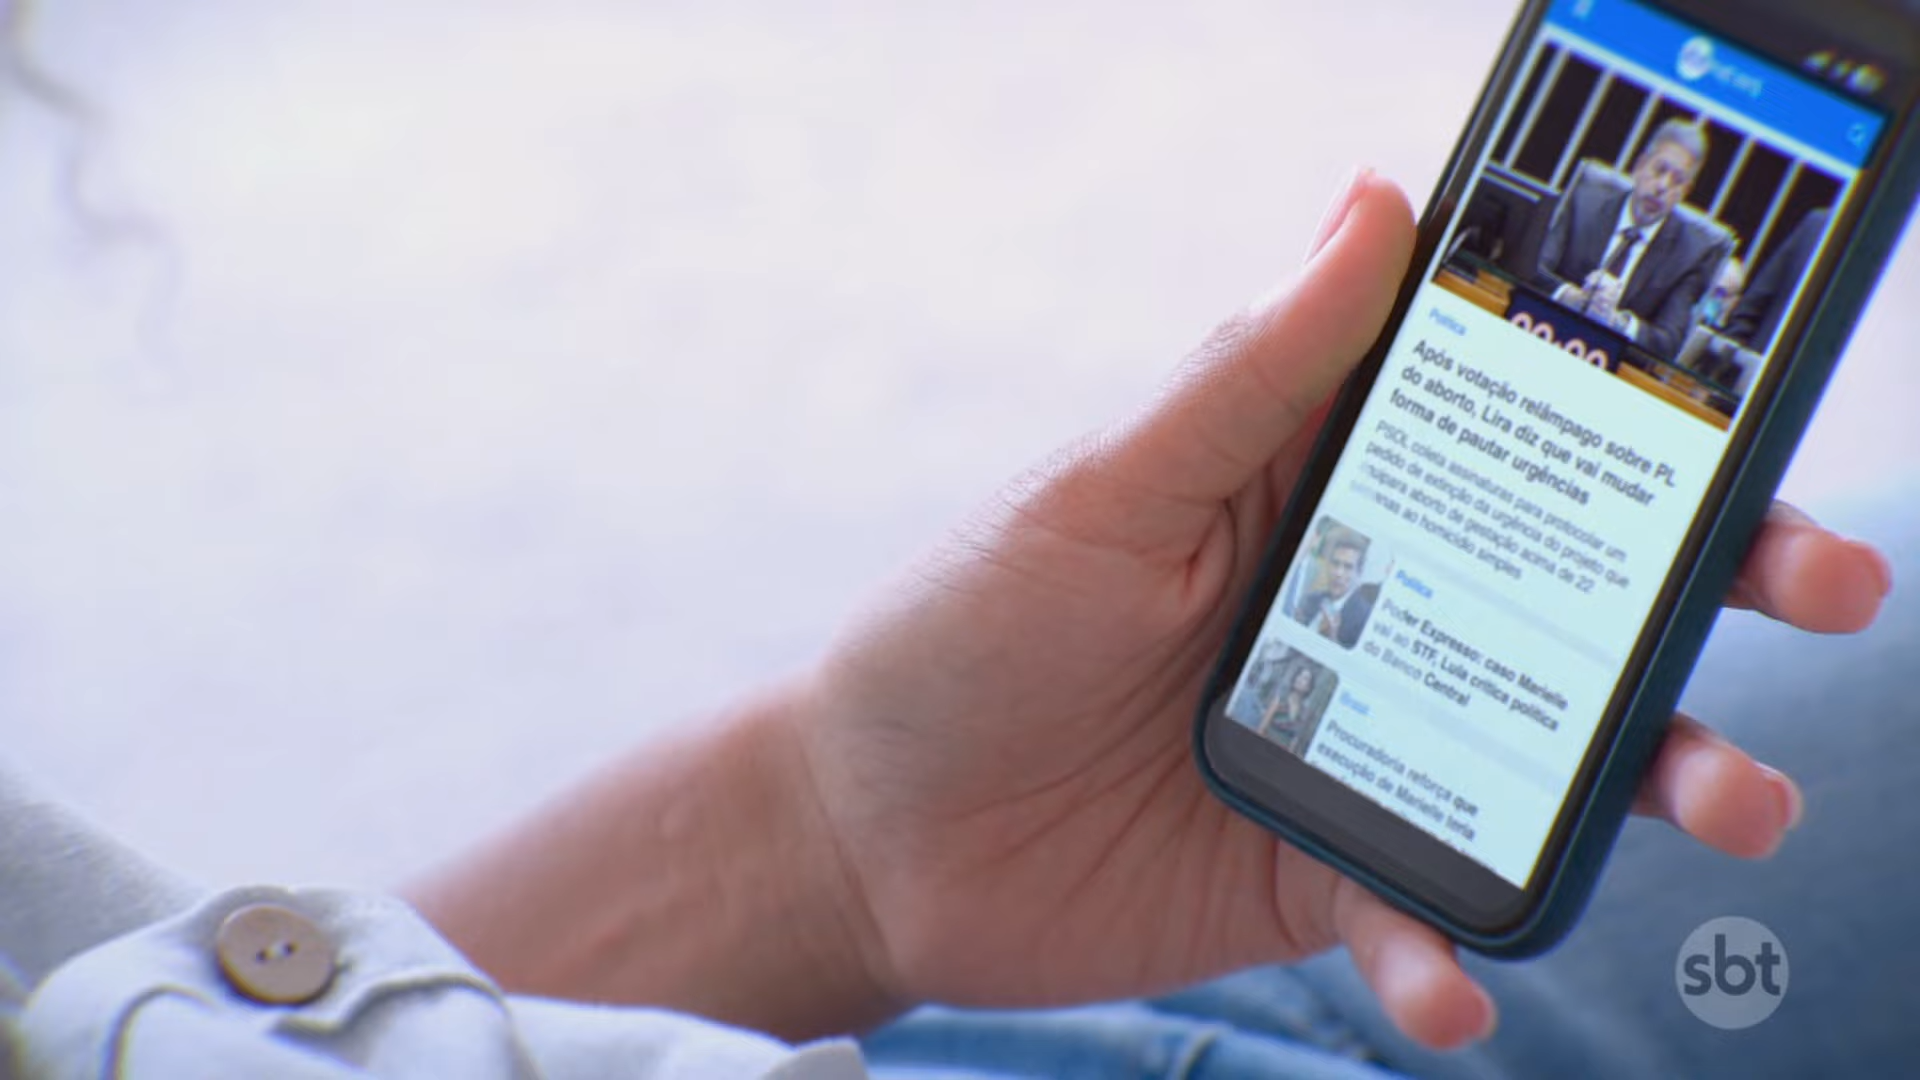 news
Política
Após votação relâmpago sobre PL
do aborto, Lira diz que vai mudar
forma de pautar urgências
PSOL coleta assinaturas para protocolar um
pedido de extinção da urgência do projeto que
equipara aborto de gestação acima de 22
semanas ao homicídio simples
00:00
Política
Poder Expresso: caso Marielle
vai ao STF, Lula critica política
do Banco Central
Brasil
Procuradoria reforça que
execução de Marielle teria
sbt